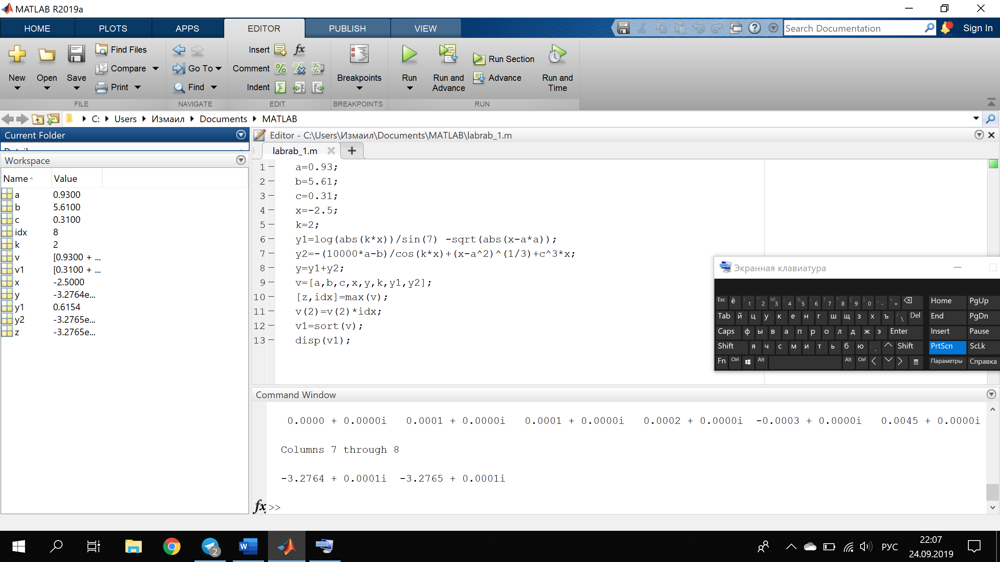 MATLAB R2019a
HOME PLOTS APPS EDITOR PUBLISH VIEW Search Documentation Sign In
New Open Save Find Files Compare Print
Go To Find
Insert fx
Comment
Indent
Breakpoints
Run Run and Advance Run Section Advance Run and Time
FILE NAVIGATE EDIT BREAKPOINTS RUN
C: Users Измаил Documents MATLAB
Current Folder
Workspace
Name Value
a 0.9300
b 5.6100
c 0.3100
idx 8
k 2
v [0.9300 + ...
v1 [0.3100 + ...
x -2.5000
y -3.2764e...
y1 0.6154
y2 -3.2765e...
z -3.2765e...
Editor - C:\Users\Измаил\Documents\MATLAB\labrab_1.m
labrab_1.m
1 a=0.93;
2 b=5.61;
3 c=0.31;
4 x=-2.5;
5 k=2;
6 y1=log(abs(k*x))/sin(7) -sqrt(abs(x-a*a));
7 y2=-(10000*a-b)/cos(k*x)+(x-a^2)^(1/3)+c^3*x;
8 y=y1+y2;
9 v=[a,b,c,x,y,k,y1,y2];
10 [z,idx]=max(v);
11 v(2)=v(2)*idx;
12 v1=sort(v);
13 disp(v1);
Экранная клавиатура
Esc ё ! 1 " 2 № 3 ; 4 % 5 : 6 ? 7 * 8 ( 9 ) 0 _ - + = Home PgUp
Tab й ц у к е н г ш щ з х ъ / \ Del End PgDn
Caps ф ы в а п р о л д ж э Enter Insert Pause
Shift я ч с м и т ь б ю , . Shift PrtScn ScLk
Fn Ctrl Alt Alt Ctrl Параметры Справка
Command Window
0.0000 + 0.0000i 0.0001 + 0.0000i 0.0001 + 0.0000i 0.0002 + 0.0000i -0.0003 + 0.0000i 0.0045 + 0.0000i
Columns 7 through 8
-3.2764 + 0.0001i -3.2765 + 0.0001i
fx >>
2 W РУС 22:07
24.09.2019